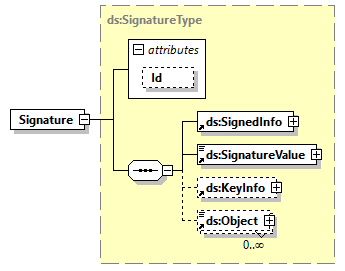 ds:SignatureType
attributes
Id
Signature
ds:SignedInfo
ds:SignatureValue
ds:KeyInfo
ds:Object
0..∞